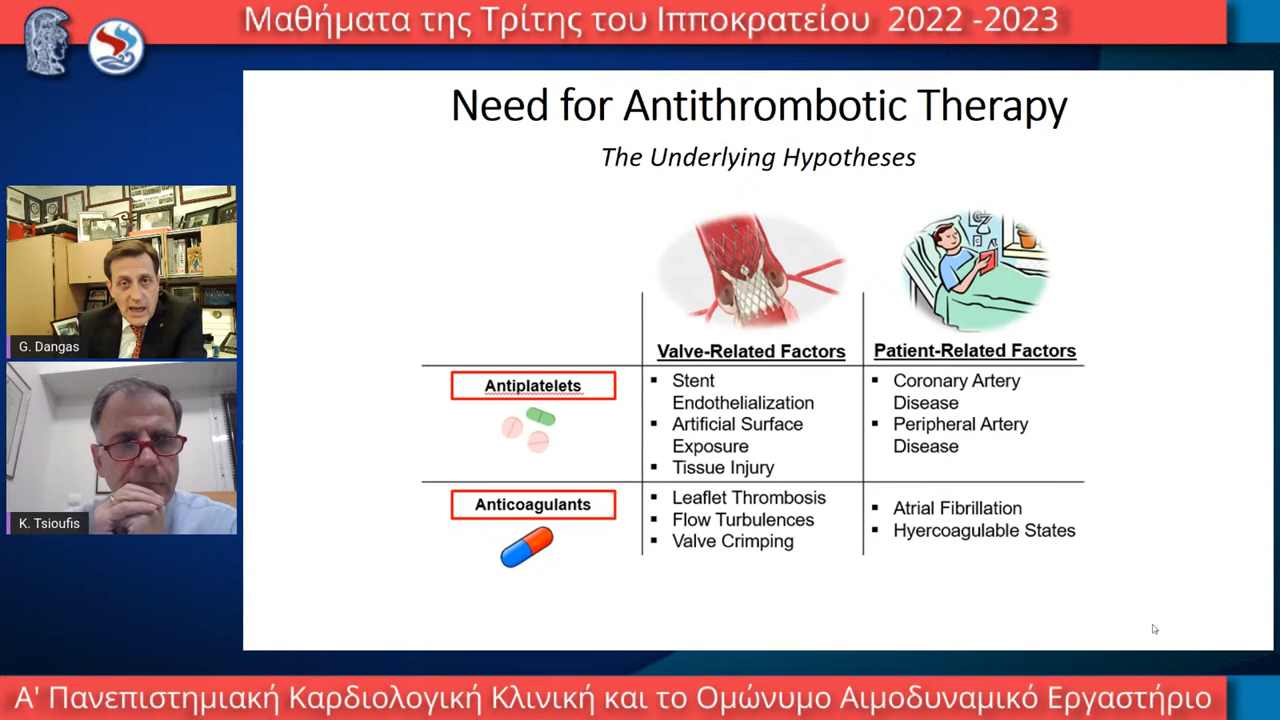 Μαθήματα της Τρίτης του Ιπποκρατείου 2022 -2023
Need for Antithrombotic Therapy
The Underlying Hypotheses
G. Dangas
K. Tsioufis
Valve-Related Factors
Patient-Related Factors
Antiplatelets
▪ Stent
Endothelialization
▪ Artificial Surface
Exposure
▪ Tissue Injury
▪ Coronary Artery
Disease
▪ Peripheral Artery
Disease
Anticoagulants
▪ Leaflet Thrombosis
▪ Flow Turbulences
▪ Valve Crimping
▪ Atrial Fibrillation
▪ Hyercoagulable States
Α' Πανεπιστημιακή Καρδιολογική Κλινική και το Ομώνυμο Αιμοδυναμικό Εργαστήριο